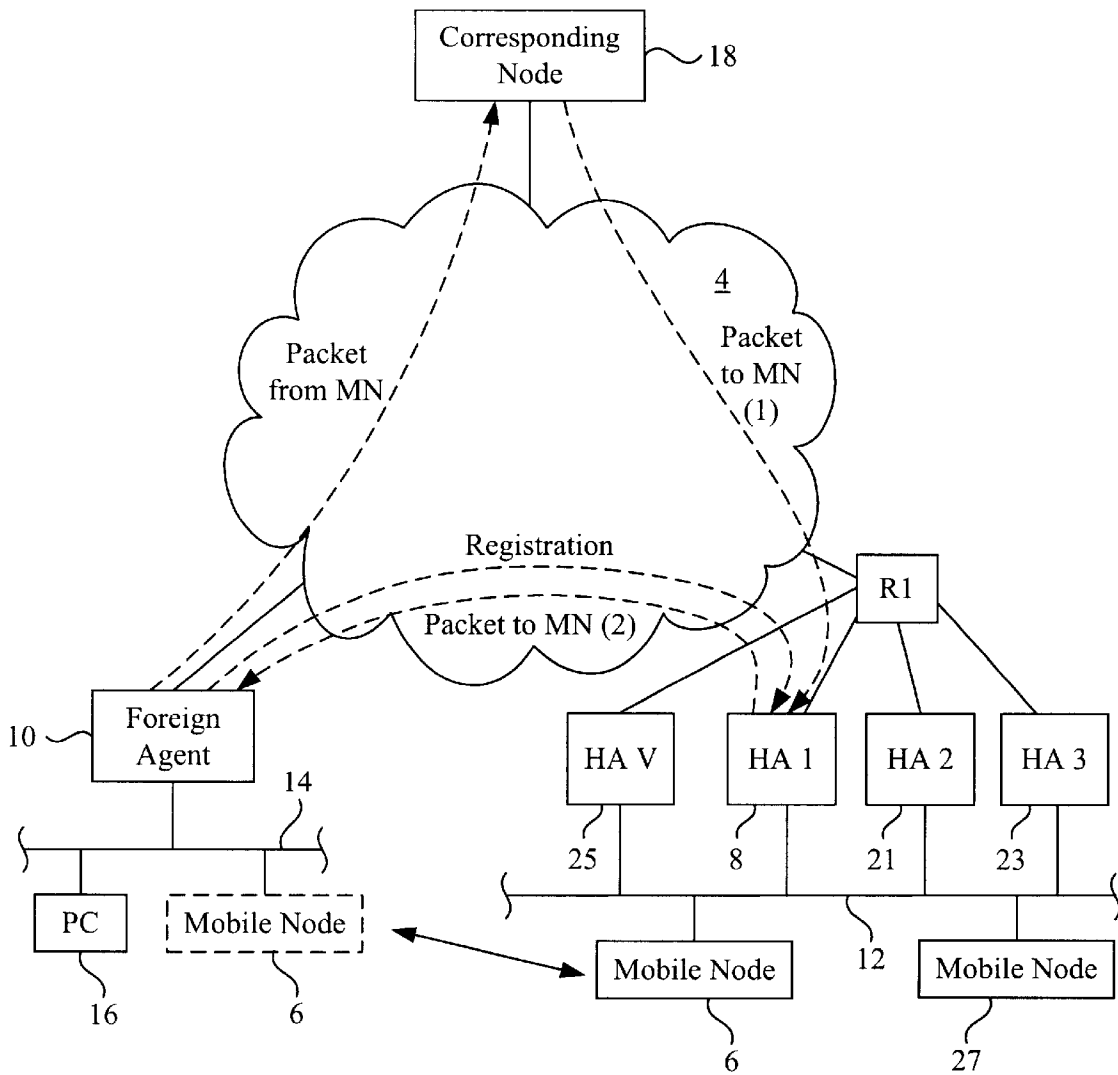 Corresponding
Node
18
4
Packet
from MN
Packet
to MN
(1)
Registration
Packet to MN (2)
R1
10
Foreign
Agent
HA V
HA 1
HA 2
HA 3
14
25
8
21
23
PC
Mobile Node
Mobile Node
12
Mobile Node
16
6
6
27